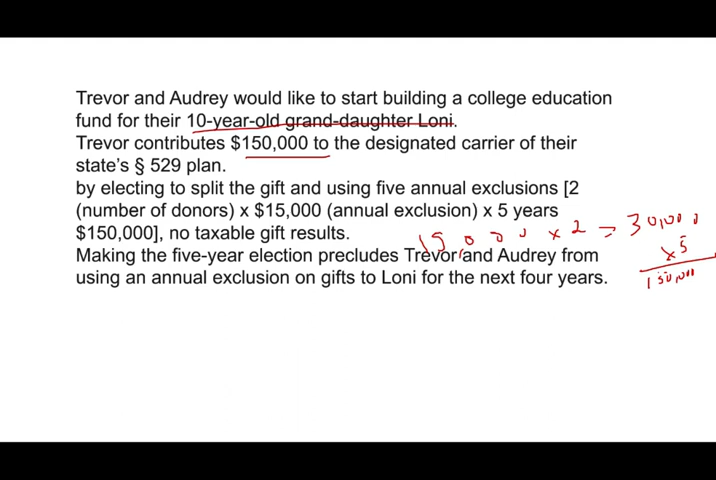 Trevor and Audrey would like to start building a college education
fund for their 10-year-old grand-daughter Loni.
Trevor contributes $150,000 to the designated carrier of their
state's § 529 plan.
by electing to split the gift and using five annual exclusions [2
(number of donors) x $15,000 (annual exclusion) x 5 years
$150,000], no taxable gift results.
15,000 x 2 = 30,000
Making the five-year election precludes Trevor and Audrey from
x 5
using an annual exclusion on gifts to Loni for the next four years.
150,000